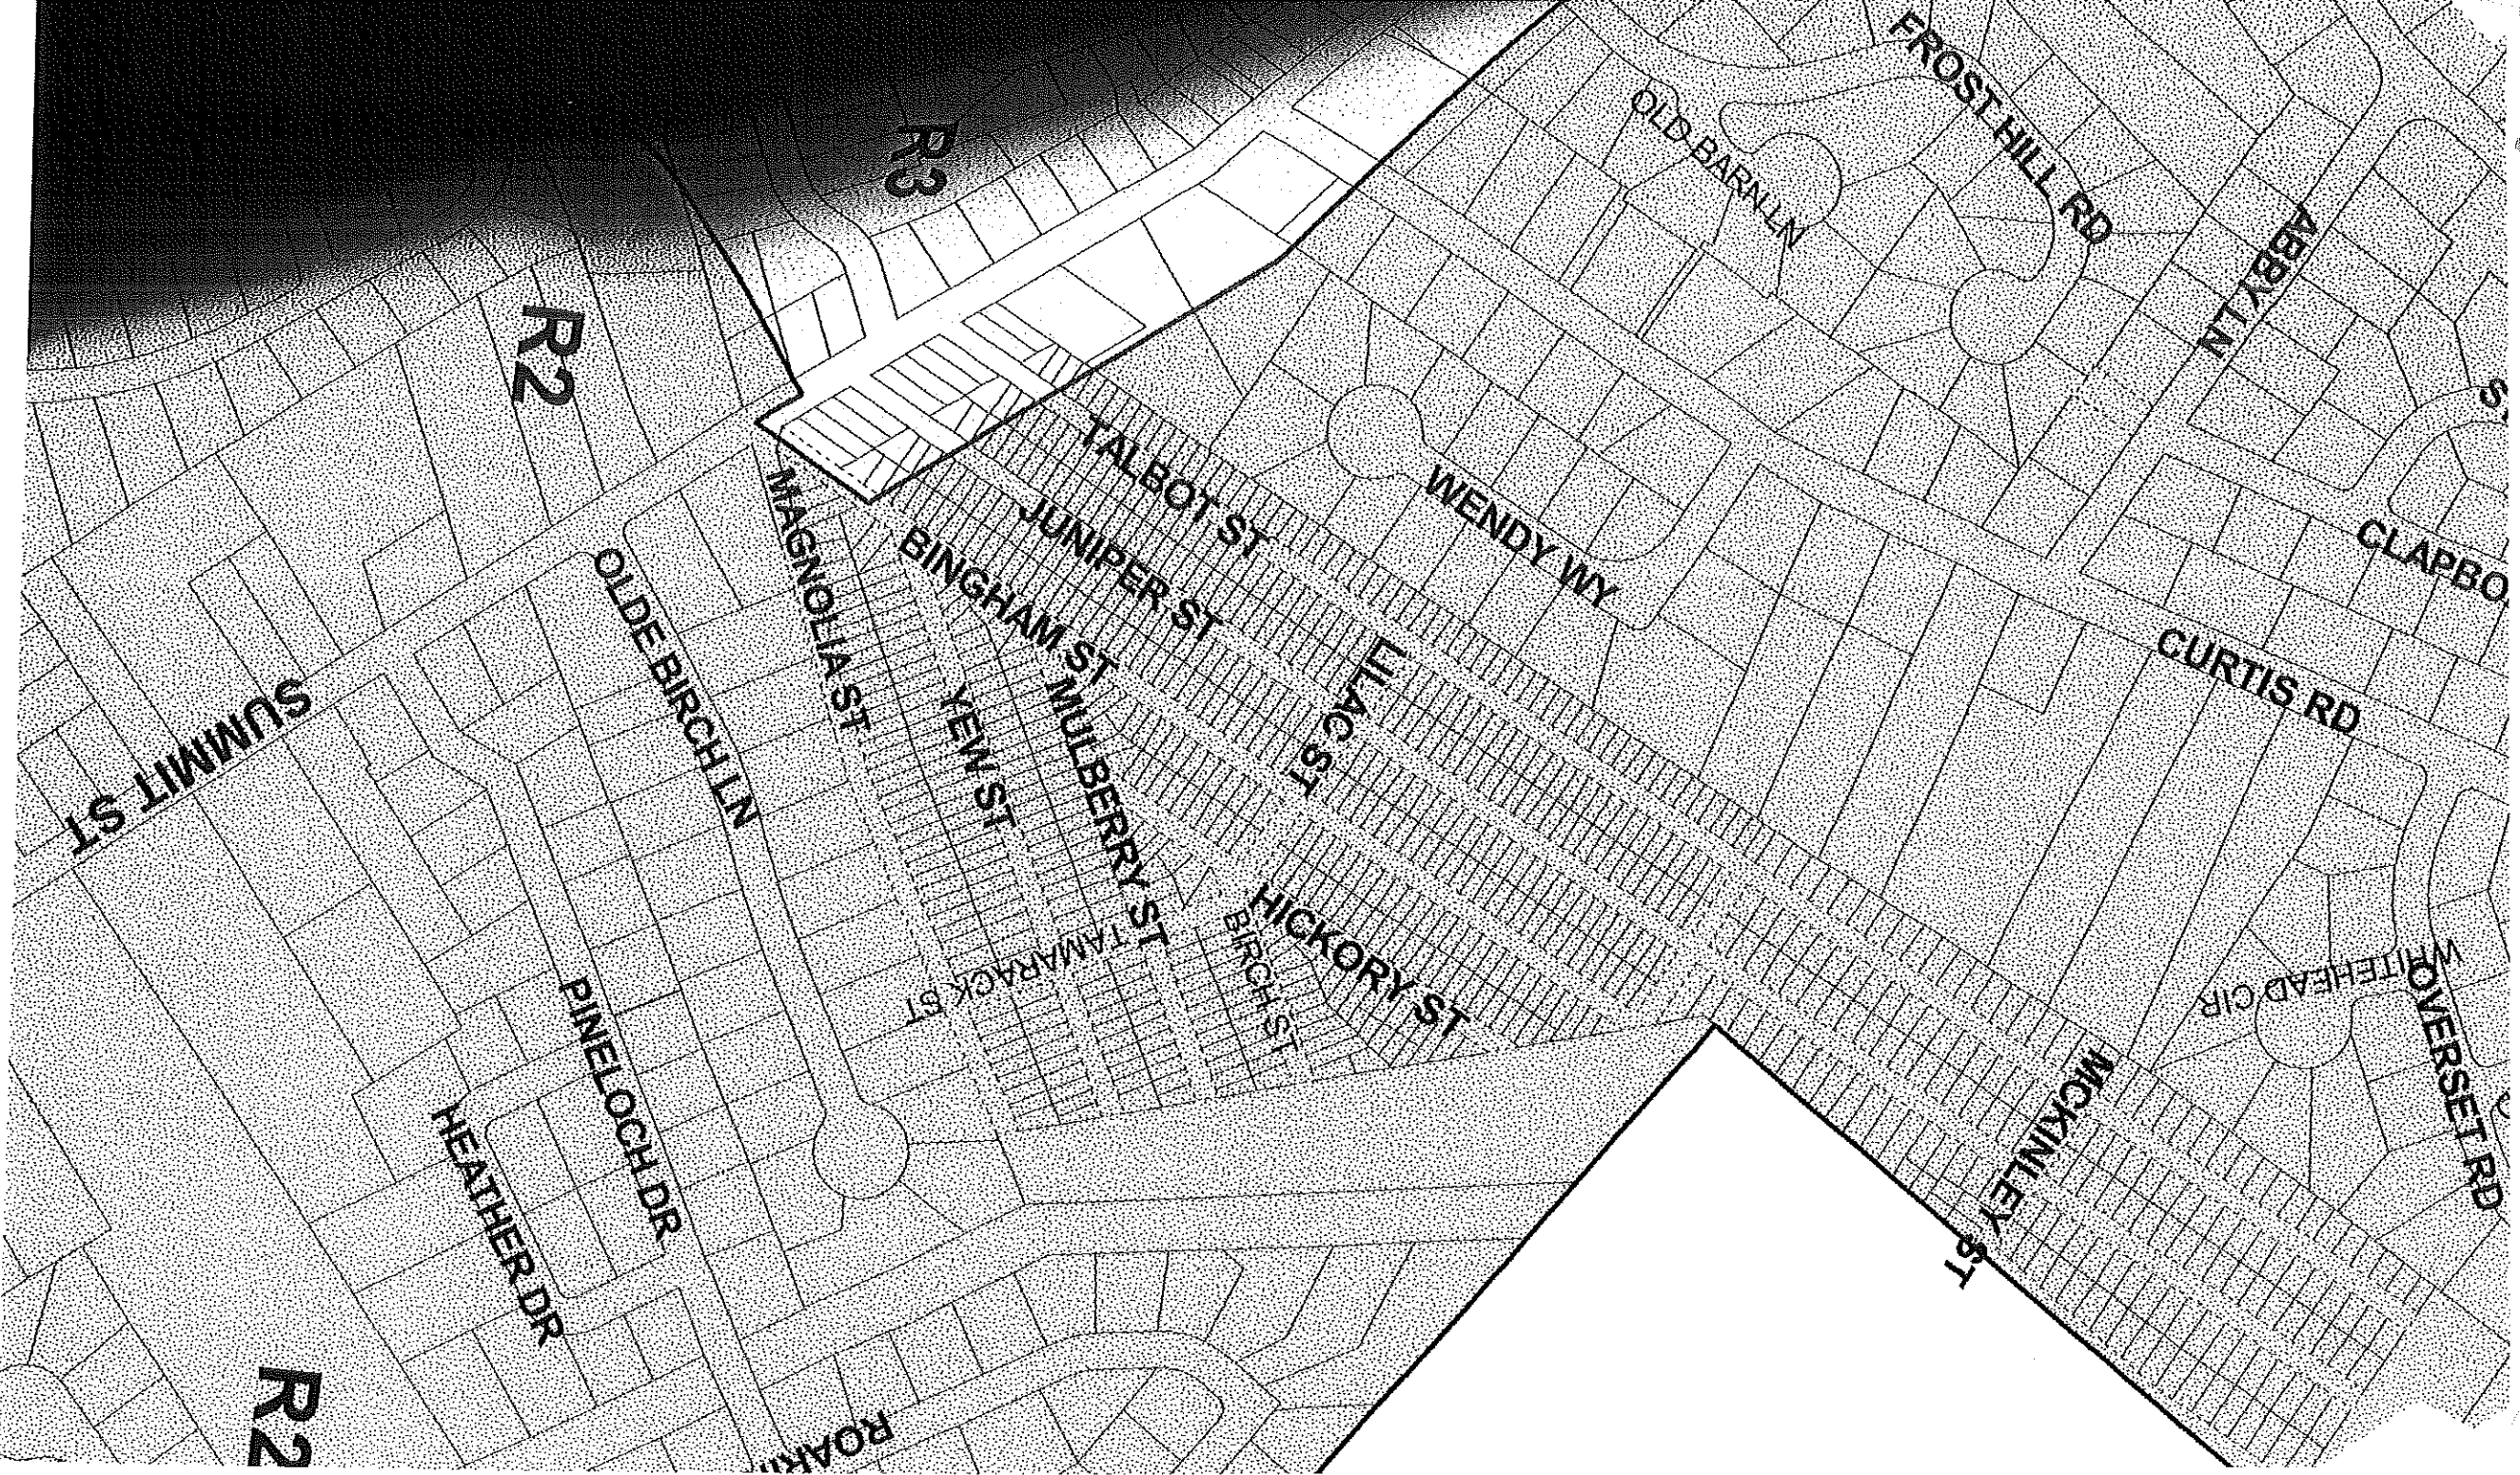 FROST HILL RD
OLD BARN LN
R3
ABBY LN
R2
TALBOT ST
WENDY WY
MAGNOLIA ST
JUNIPER ST
BINGHAM ST
CLAPBO
OLDE BIRCH LN
LILAC ST
CURTIS RD
SUMMIT ST
YEW ST
MULBERRY ST
HICKORY ST
BIRCH ST
TAMARACK ST
WHITEHEAD CIR
OVERSET RD
PINELOCH DR
MCKINLEY ST
HEATHER DR
R2